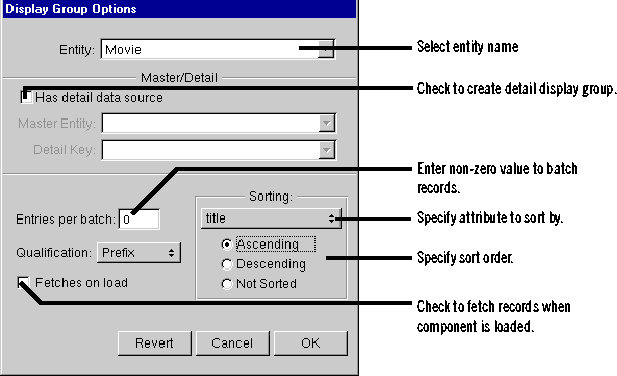 Display Group Options
Entity: Movie
Select entity name
Master/Detail
Has detail data source
Check to create detail display group.
Master Entity:
Detail Key:
Enter non-zero value to batch
records.
Sorting:
Entries per batch: 0
title
Specify attribute to sort by.
Qualification: Prefix
Ascending
Descending
Not Sorted
Specify sort order.
Fetches on load
Check to fetch records when
component is loaded.
Revert
Cancel
OK